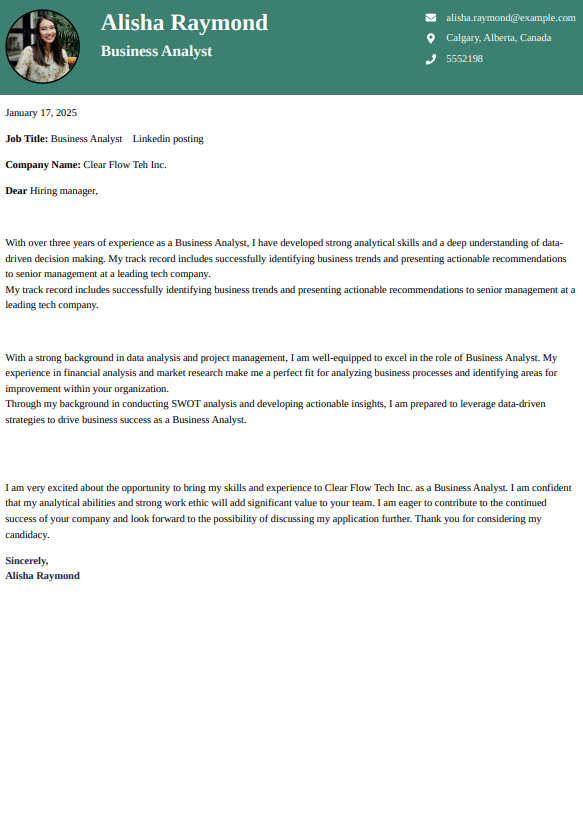 Alisha Raymond
Business Analyst
alisha.raymond@example.com
Calgary, Alberta, Canada
5552198
January 17, 2025
Job Title: Business Analyst Linkedin posting
Company Name: Clear Flow Teh Inc.
Dear Hiring manager,
With over three years of experience as a Business Analyst, I have developed strong analytical skills and a deep understanding of data-
driven decision making. My track record includes successfully identifying business trends and presenting actionable recommendations
to senior management at a leading tech company.
My track record includes successfully identifying business trends and presenting actionable recommendations to senior management at a
leading tech company.
With a strong background in data analysis and project management, I am well-equipped to excel in the role of Business Analyst. My
experience in financial analysis and market research make me a perfect fit for analyzing business processes and identifying areas for
improvement within your organization.
Through my background in conducting SWOT analysis and developing actionable insights, I am prepared to leverage data-driven
strategies to drive business success as a Business Analyst.
I am very excited about the opportunity to bring my skills and experience to Clear Flow Tech Inc. as a Business Analyst. I am confident
that my analytical abilities and strong work ethic will add significant value to your team. I am eager to contribute to the continued
success of your company and look forward to the possibility of discussing my application further. Thank you for considering my
candidacy.
Sincerely,
Alisha Raymond